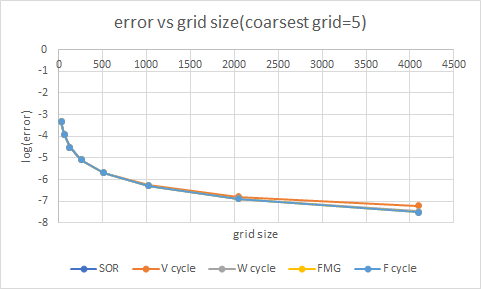 error vs grid size(coarsest grid=5)
0
0 500 1000 1500 2000 2500 3000 3500 4000 4500
-1
-2
-3
-4
-5
-6
-7
-8
log(error)
grid size
SOR V cycle W cycle FMG F cycle